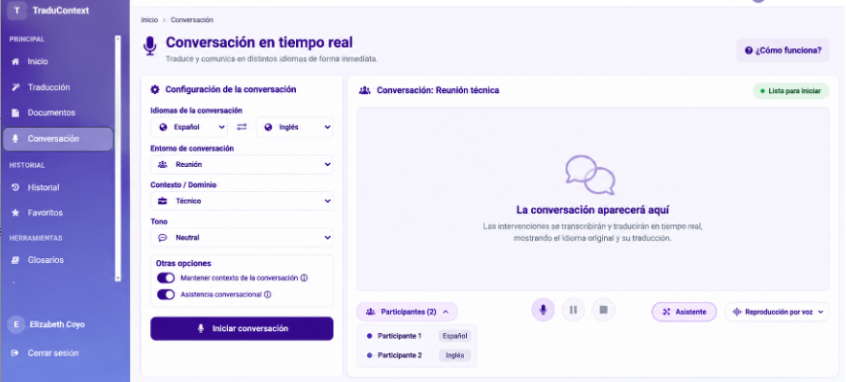 T TraduContext
PRINCIPAL
Inicio
Traducción
Documentos
Conversación
HISTORIAL
Historial
Favoritos
HERRAMIENTAS
Glosarios
E Elizabeth Coyo
Cerrar sesión
Inicio > Conversación
Conversación en tiempo real
Traduce y comunica en distintos idiomas de forma inmediata.
¿Cómo funciona?
Configuración de la conversación
Idiomas de la conversación
Español
Inglés
Entorno de conversación
Reunión
Contexto / Dominio
Técnico
Tono
Neutral
Otras opciones
Mantener contexto de la conversación
Asistencia conversacional
Iniciar conversación
Conversación: Reunión técnica
Lista para iniciar
La conversación aparecerá aquí
Las intervenciones se transcribirán y traducirán en tiempo real,
mostrando el idioma original y su traducción.
Participantes (2)
Asistente
Reproducción por voz
Participante 1 Español
Participante 2 Inglés